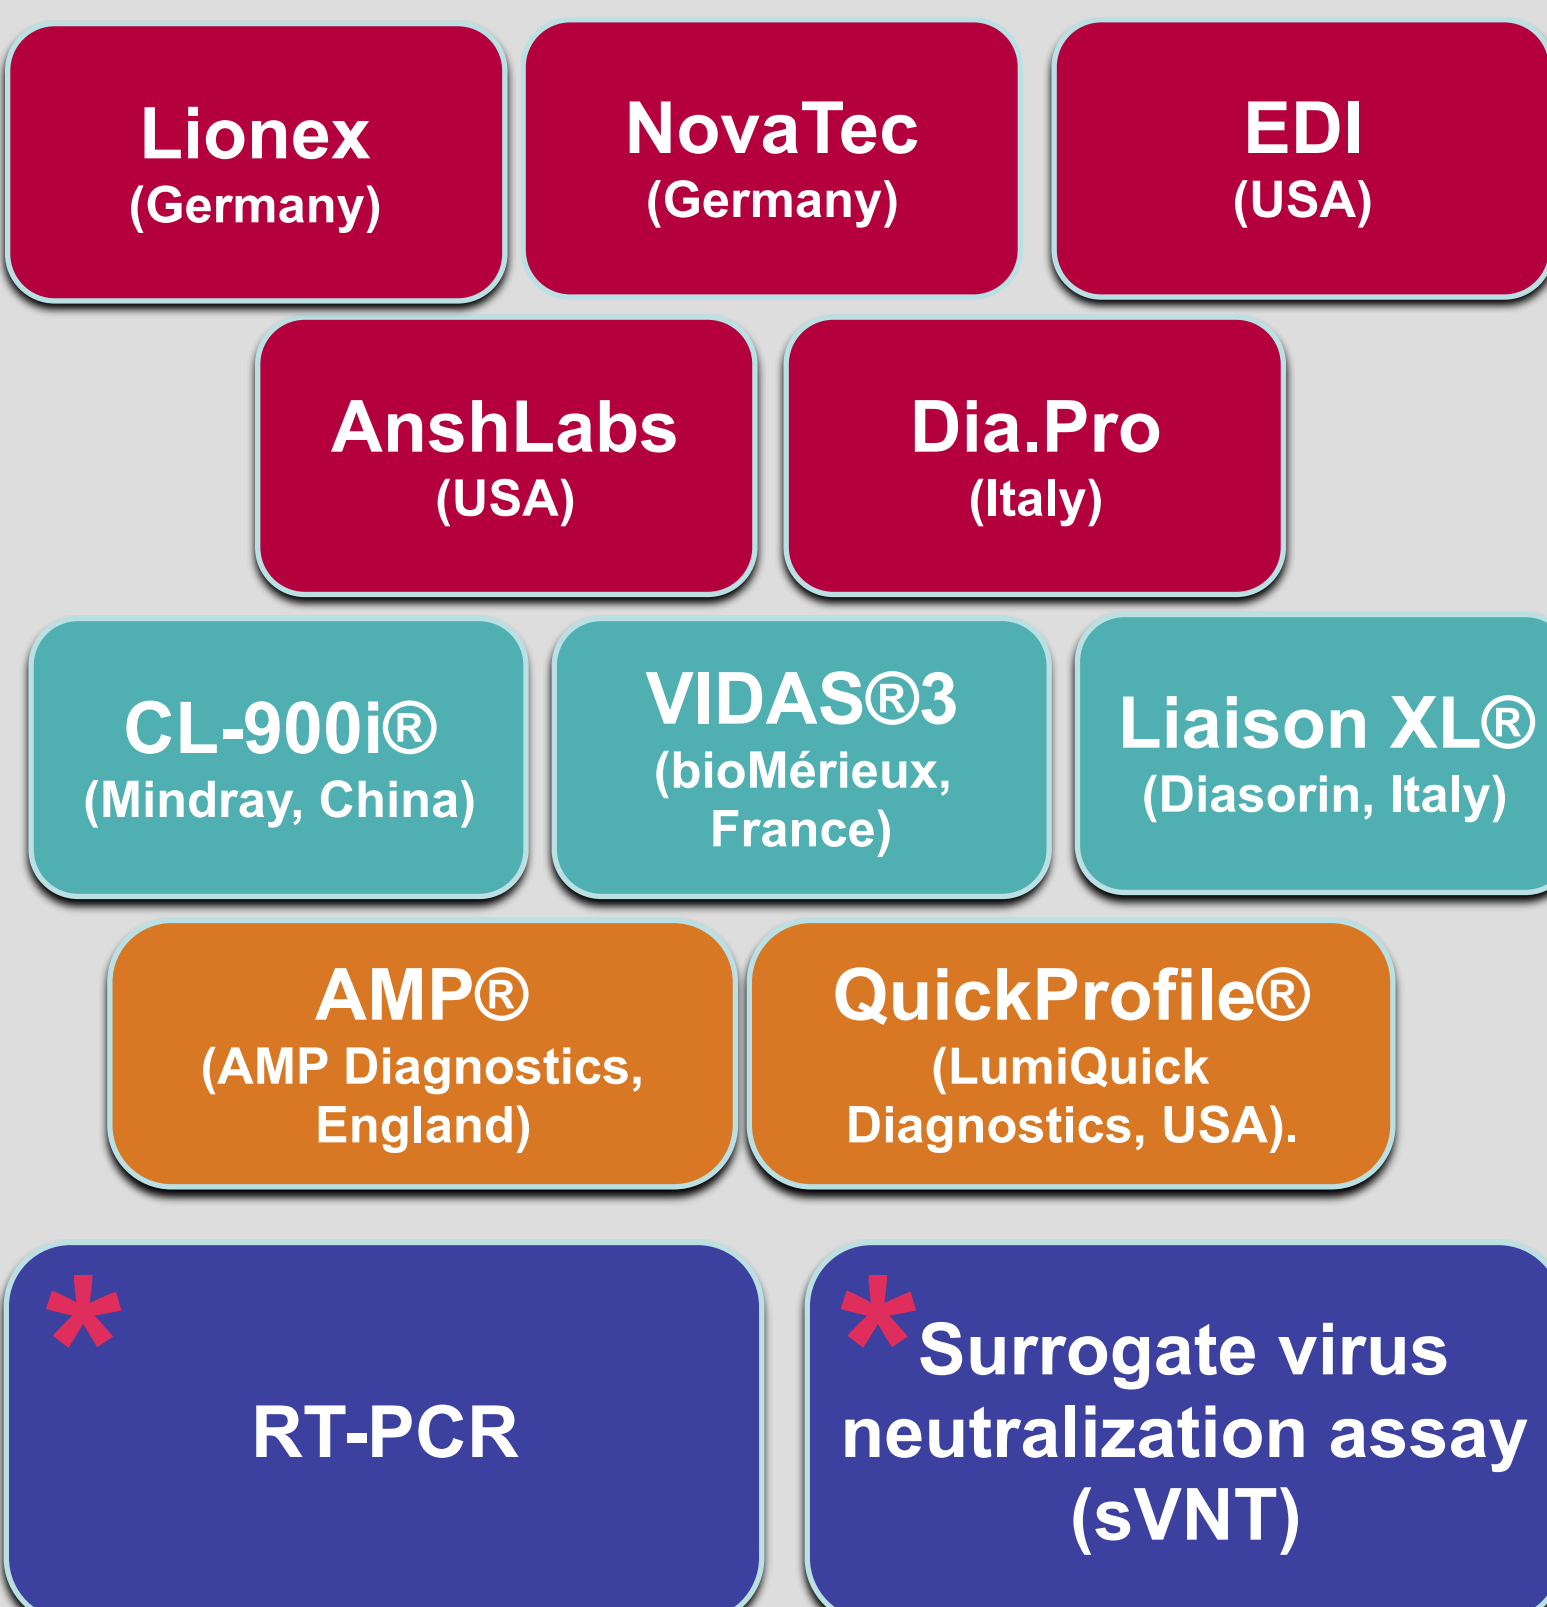 Lionex
(Germany)
NovaTec
(Germany)
EDI
(USA)
AnshLabs
(USA)
Dia.Pro
(Italy)
CL-900i®
(Mindray, China)
VIDAS®3
(bioMérieux,
France)
Liaison XL®
(Diasorin, Italy)
AMP®
(AMP Diagnostics,
England)
QuickProfile®
(LumiQuick
Diagnostics, USA).
*
RT-PCR
*
Surrogate virus
neutralization assay
(sVNT)